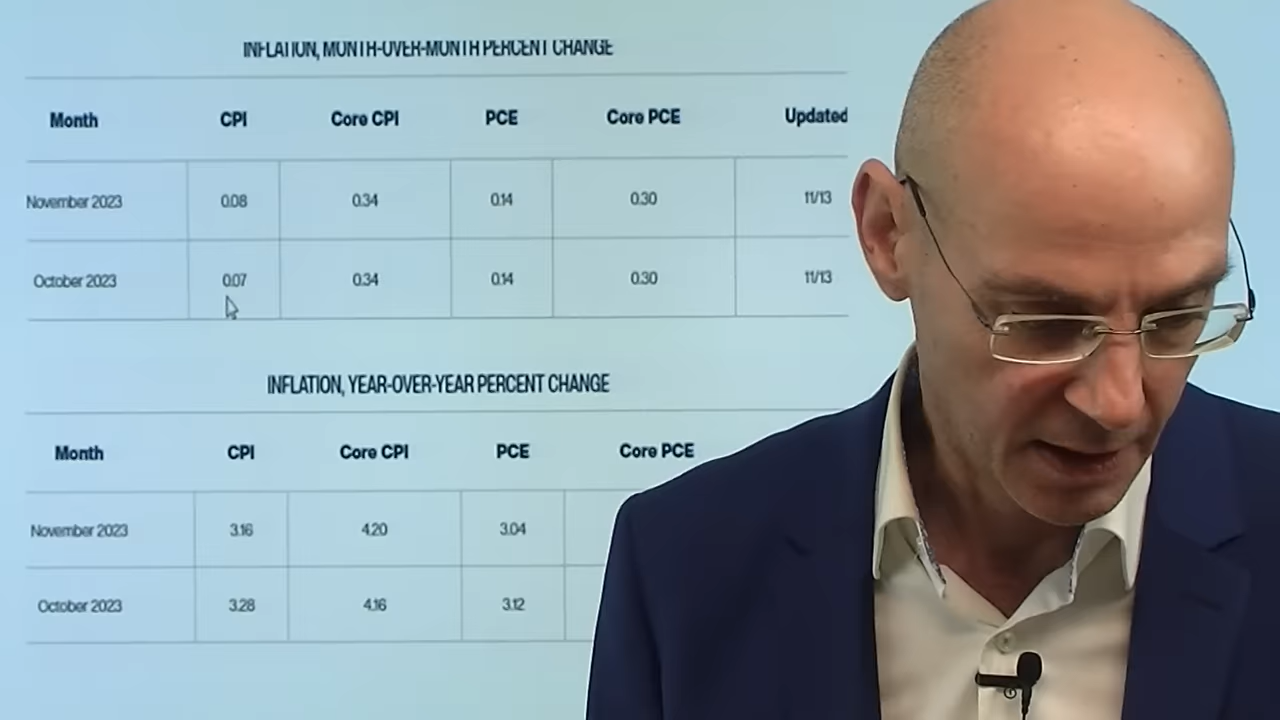 INFLATION, MONTH-OVER-MONTH PERCENT CHANGE
Month CPI Core CPI PCE Core PCE Updated
November 2023 0.08 0.34 0.14 0.30 11/13
October 2023 0.07 0.34 0.14 0.30 11/13
INFLATION, YEAR-OVER-YEAR PERCENT CHANGE
Month CPI Core CPI PCE Core PCE
November 2023 3.16 4.20 3.04
October 2023 3.28 4.16 3.12